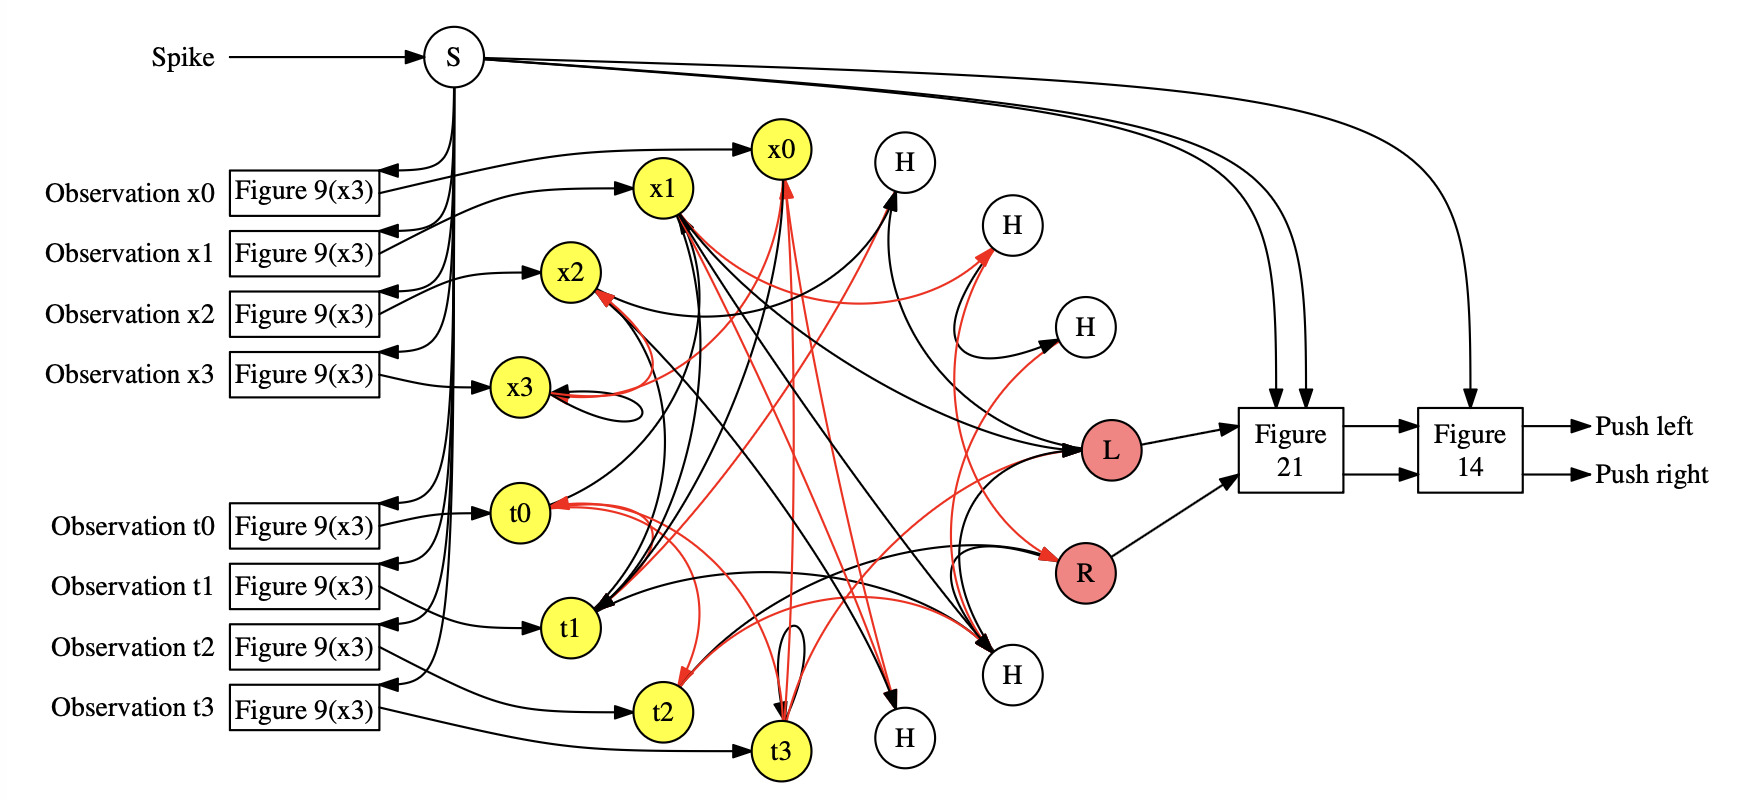 Spike
S
Observation x0
Figure 9(x3)
Observation x1
Figure 9(x3)
Observation x2
Figure 9(x3)
Observation x3
Figure 9(x3)
Observation t0
Figure 9(x3)
Observation t1
Figure 9(x3)
Observation t2
Figure 9(x3)
Observation t3
Figure 9(x3)
x0
x1
x2
x3
t0
t1
t2
t3
H
H
H
L
R
H
H
Figure
21
Figure
14
Push left
Push right